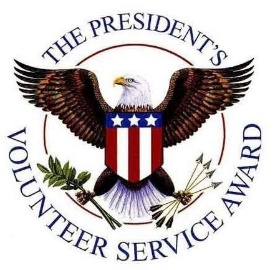 THE PRESIDENT'S
VOLUNTEER SERVICE AWARD